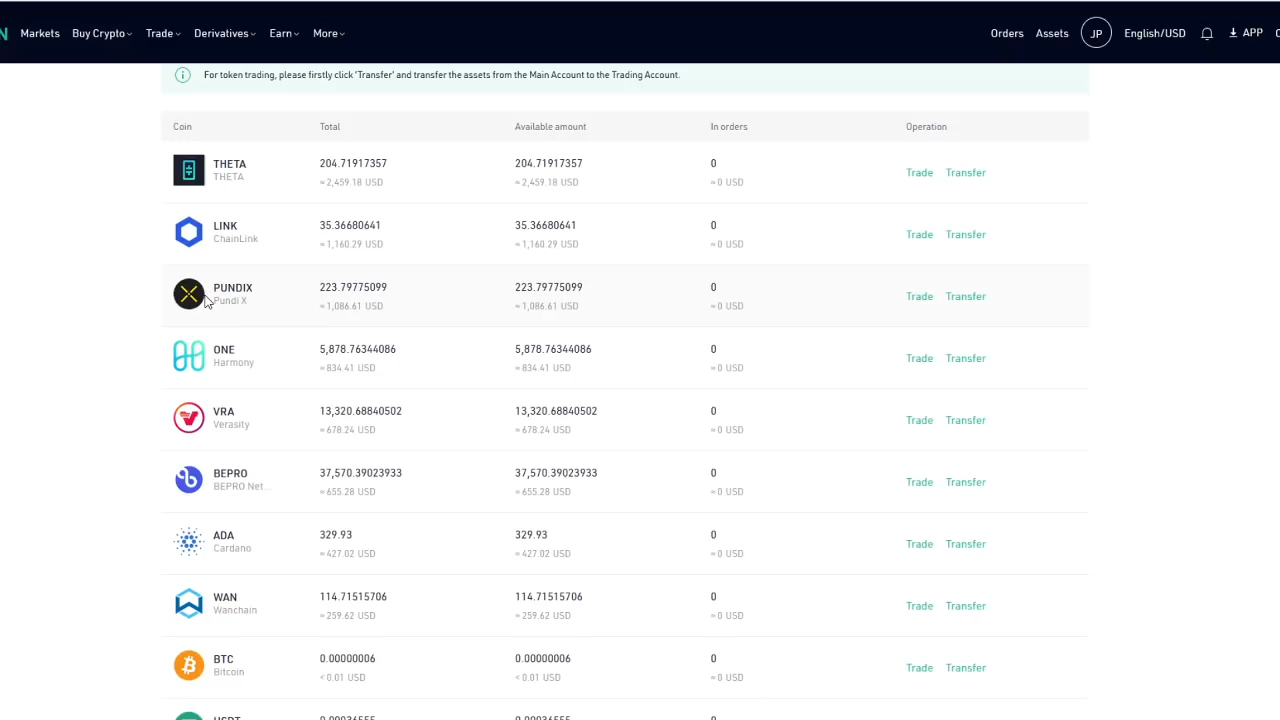 N Markets Buy Crypto Trade Derivatives Earn More Orders Assets JP English/USD APP
For token trading, please firstly click 'Transfer' and transfer the assets from the Main Account to the Trading Account.
Coin Total Available amount In orders Operation
THETA 204.71917357 204.71917357 0 Trade Transfer
THETA ≈ 2,459.18 USD ≈ 2,459.18 USD ≈ 0 USD
LINK 35.36680641 35.36680641 0 Trade Transfer
ChainLink ≈ 1,160.29 USD ≈ 1,160.29 USD ≈ 0 USD
PUNDIX 223.79775099 223.79775099 0 Trade Transfer
Pundi X ≈ 1,086.61 USD ≈ 1,086.61 USD ≈ 0 USD
ONE 5,878.76344086 5,878.76344086 0 Trade Transfer
Harmony ≈ 834.41 USD ≈ 834.41 USD ≈ 0 USD
VRA 13,320.68840502 13,320.68840502 0 Trade Transfer
Verasity ≈ 678.24 USD ≈ 678.24 USD ≈ 0 USD
BEPRO 37,570.39023933 37,570.39023933 0 Trade Transfer
BEPRO Net... ≈ 655.28 USD ≈ 655.28 USD ≈ 0 USD
ADA 329.93 329.93 0 Trade Transfer
Cardano ≈ 427.02 USD ≈ 427.02 USD ≈ 0 USD
WAN 114.71515706 114.71515706 0 Trade Transfer
Wanchain ≈ 259.62 USD ≈ 259.62 USD ≈ 0 USD
BTC 0.00000006 0.00000006 0 Trade Transfer
Bitcoin < 0.01 USD < 0.01 USD ≈ 0 USD